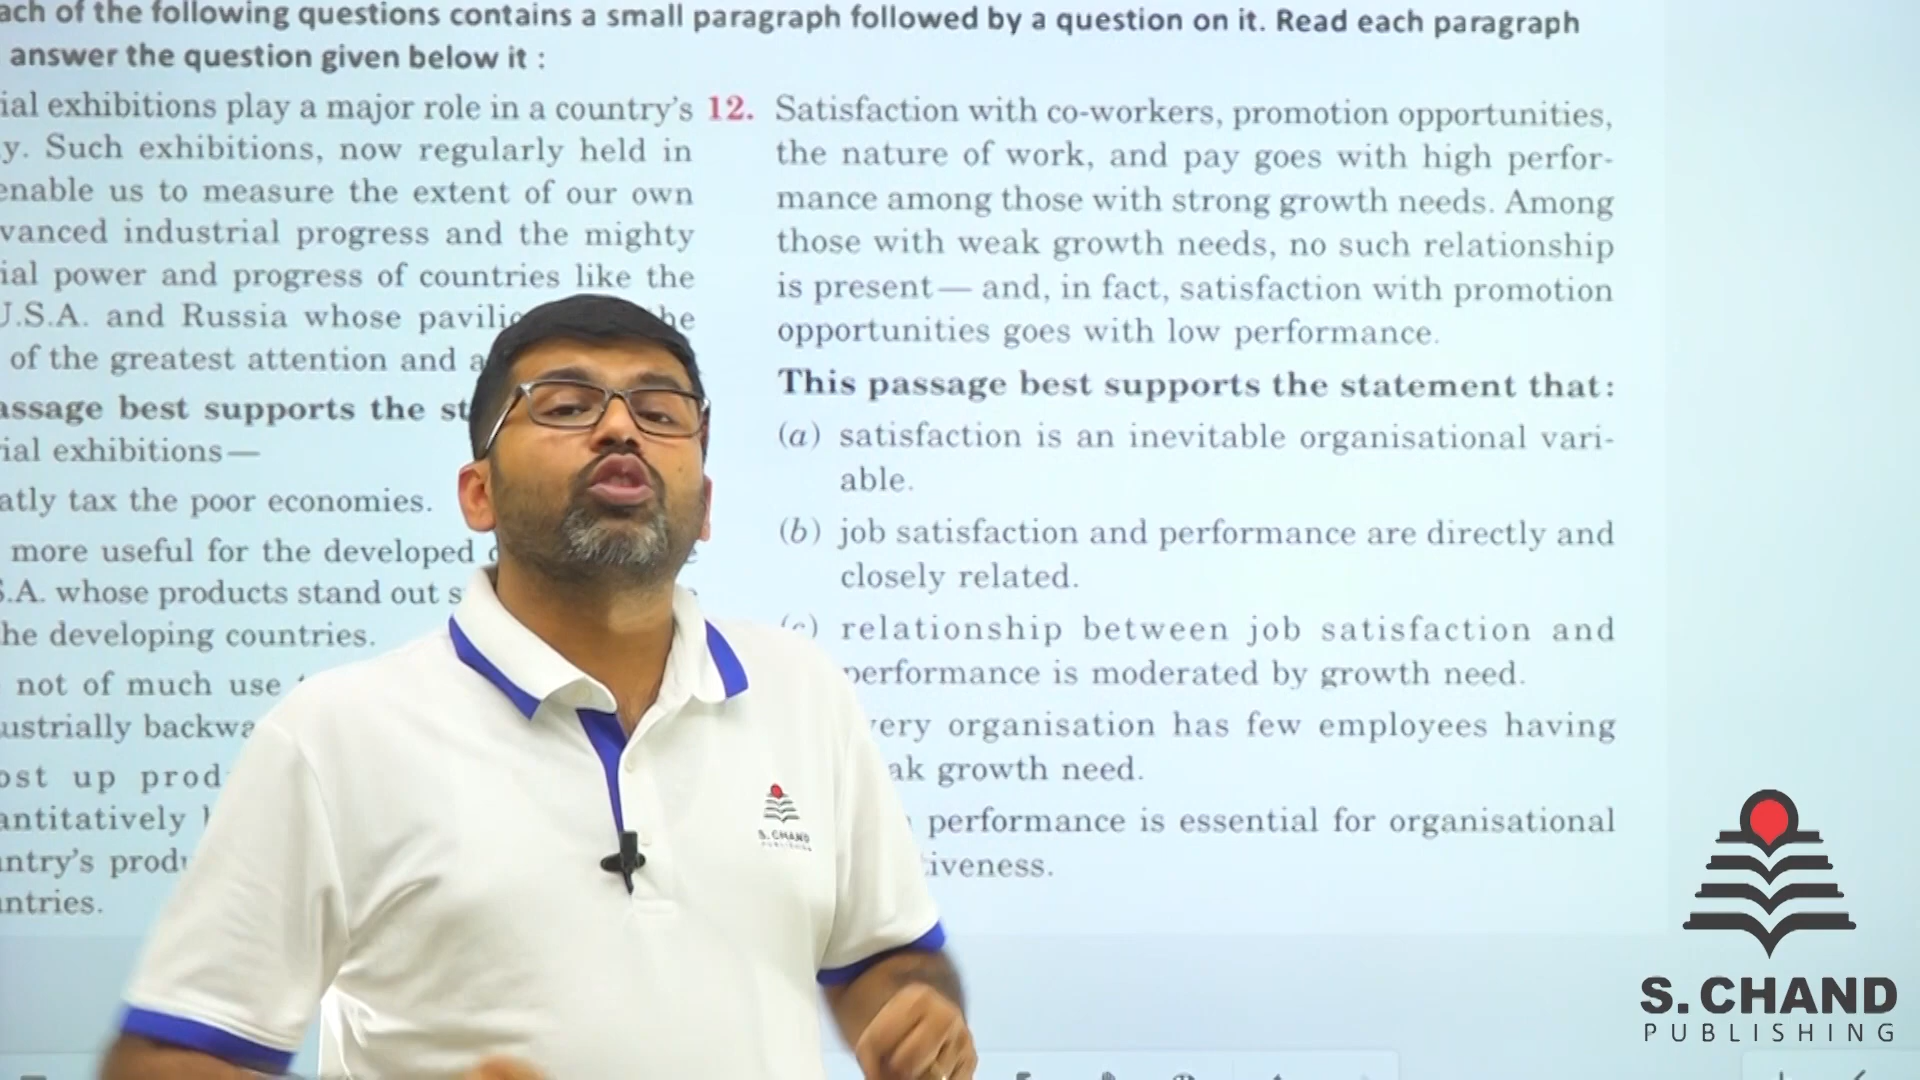 ach of the following questions contains a small paragraph followed by a question on it. Read each paragraph
answer the question given below it :
ial exhibitions play a major role in a country's
y. Such exhibitions, now regularly held in
enable us to measure the extent of our own
vanced industrial progress and the mighty
ial power and progress of countries like the
U.S.A. and Russia whose pavilio he
of the greatest attention and a
assage best supports the st
ial exhibitions—
atly tax the poor economies.
more useful for the developed
S.A. whose products stand out s
he developing countries.
not of much use
ustrially backwa
ost up prod
antitatively
ntry's produ
untries.
12. Satisfaction with co-workers, promotion opportunities,
the nature of work, and pay goes with high perfor-
mance among those with strong growth needs. Among
those with weak growth needs, no such relationship
is present— and, in fact, satisfaction with promotion
opportunities goes with low performance.
This passage best supports the statement that:
(a) satisfaction is an inevitable organisational vari-
able.
(b) job satisfaction and performance are directly and
closely related.
(c) relationship between job satisfaction and
performance is moderated by growth need.
very organisation has few employees having
ak growth need.
performance is essential for organisational
tiveness.
S. CHAND
PUBLISHING
S. CHAND
PUBLISHING